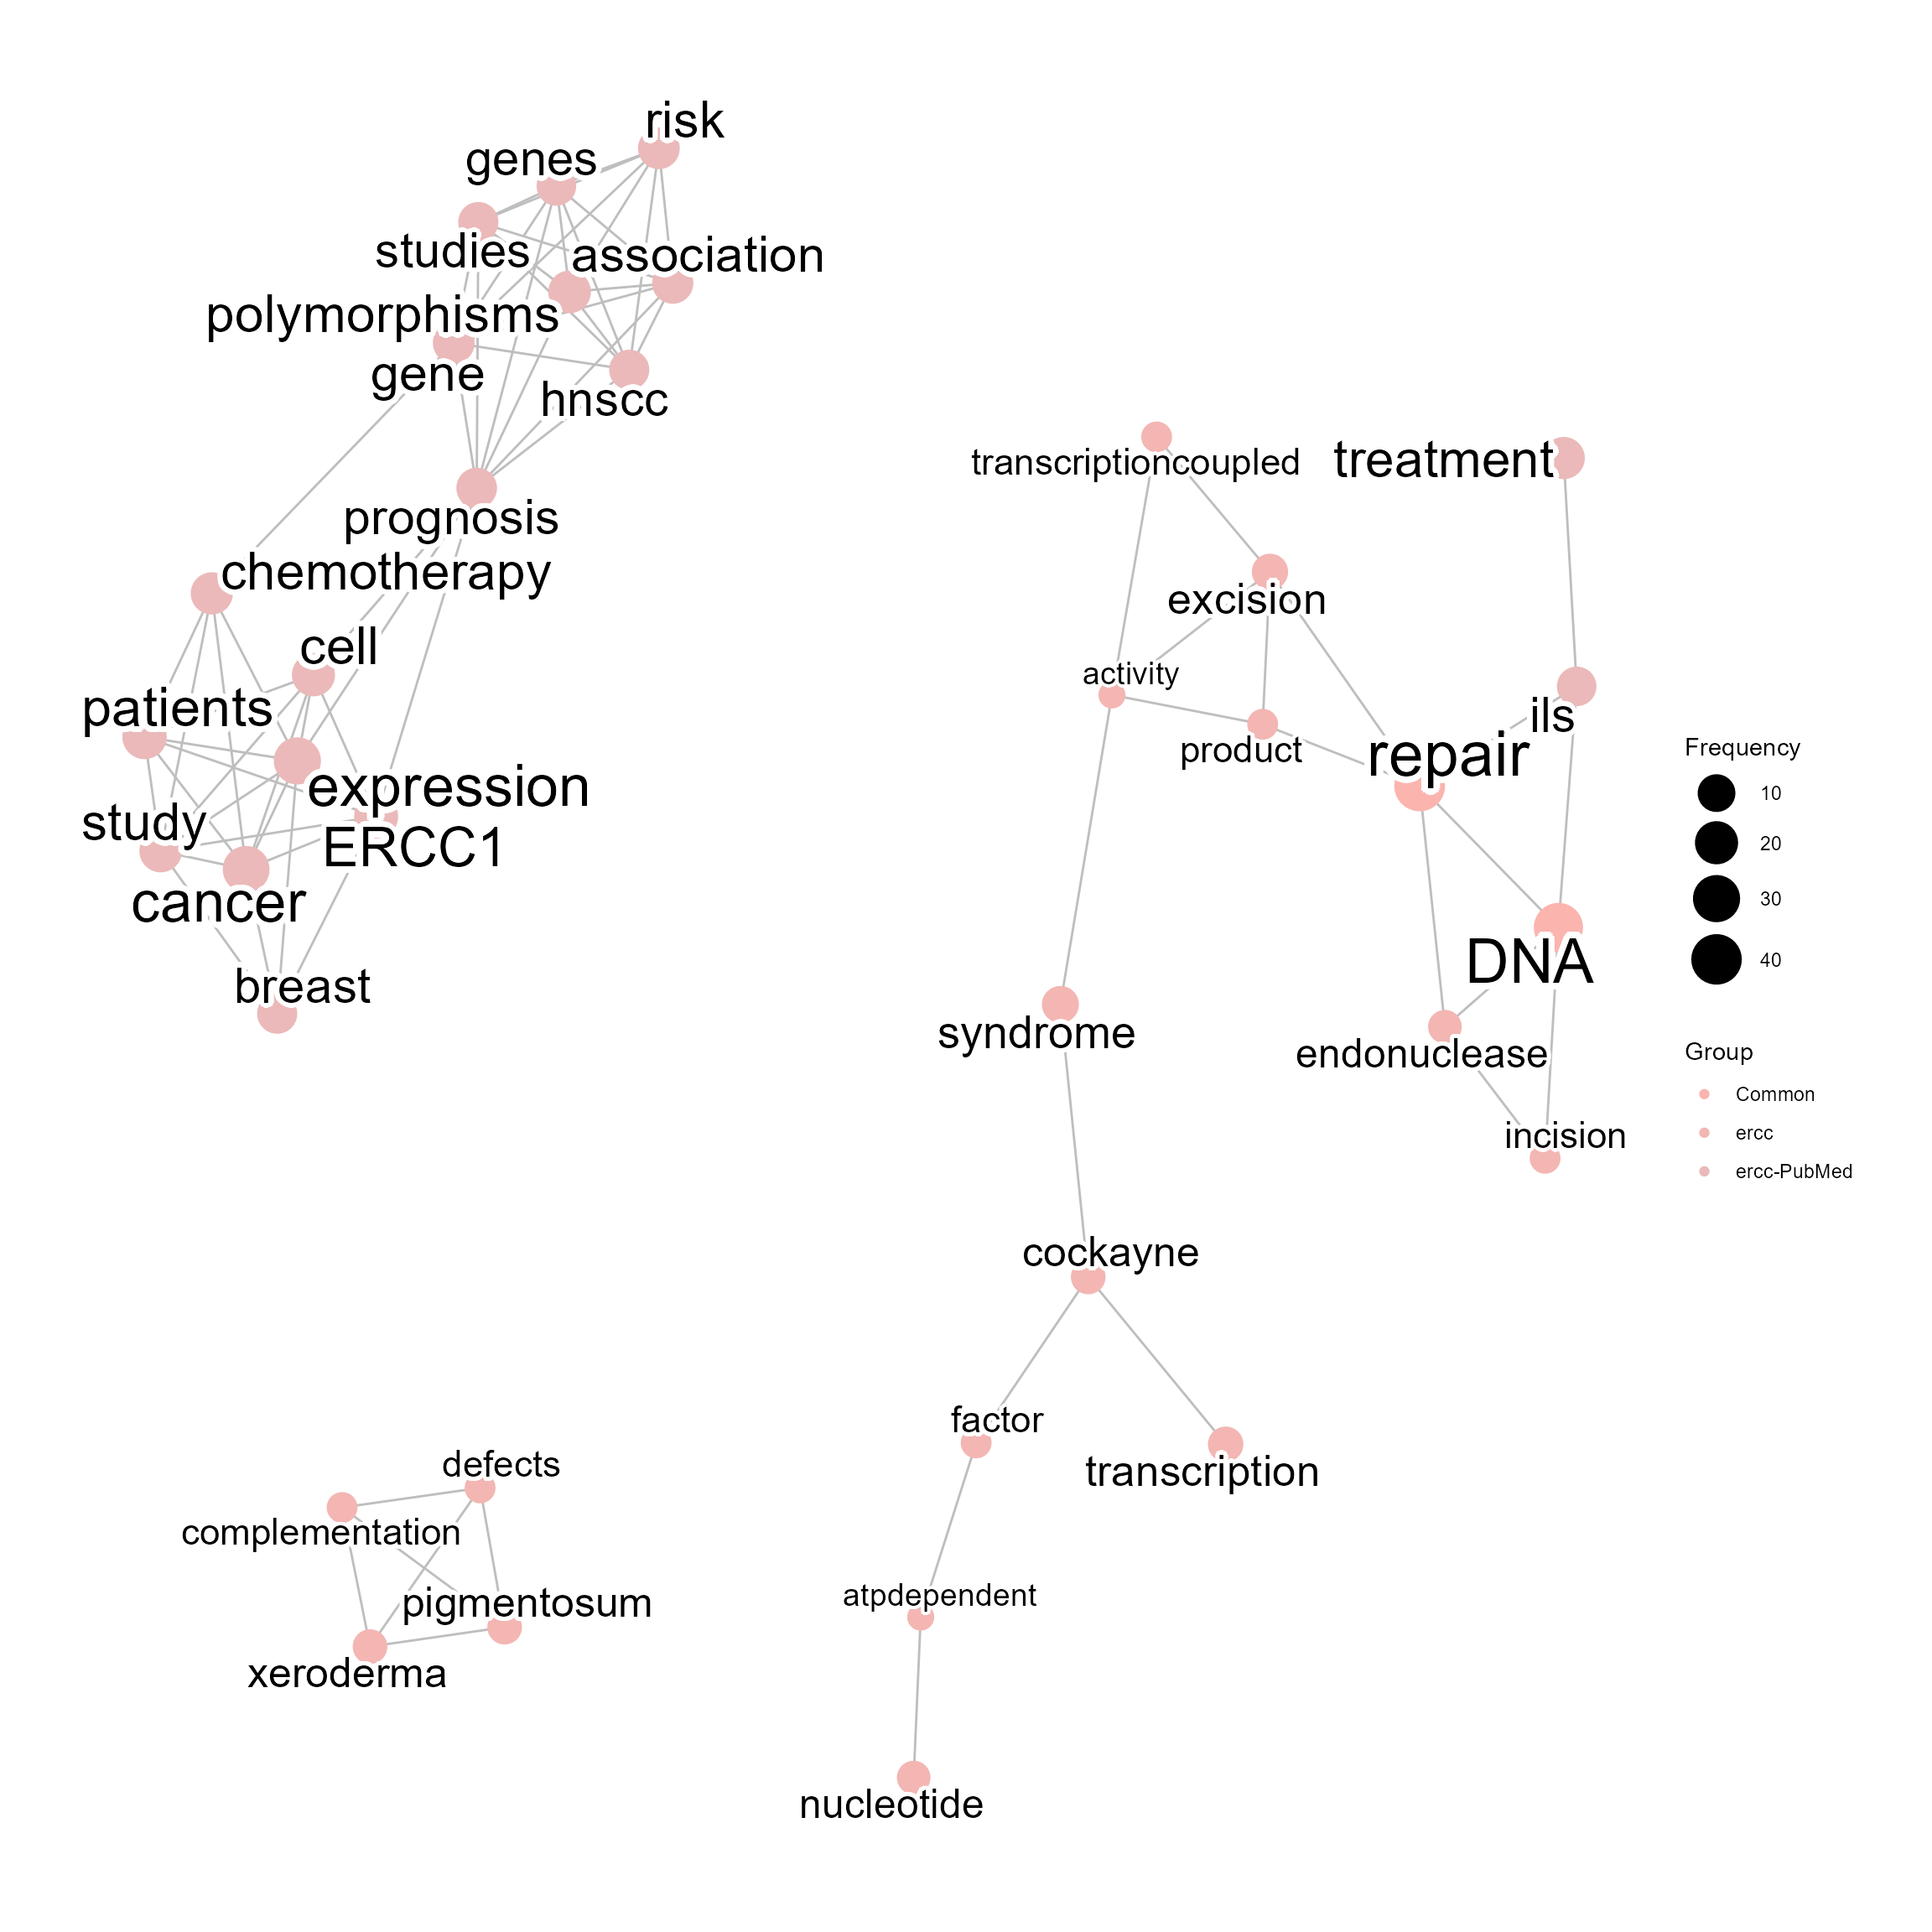 risk
genes
studies
association
polymorphisms
gene
hnscc
prognosis
chemotherapy
cell
patients
expression
study
ERCC1
cancer
breast
transcriptioncoupled
treatment
excision
activity
ils
product
repair
DNA
syndrome
endonuclease
incision
cockayne
factor
transcription
atpdependent
nucleotide
defects
complementation
pigmentosum
xeroderma
Frequency
10
20
30
40
Group
Common
ercc
ercc-PubMed